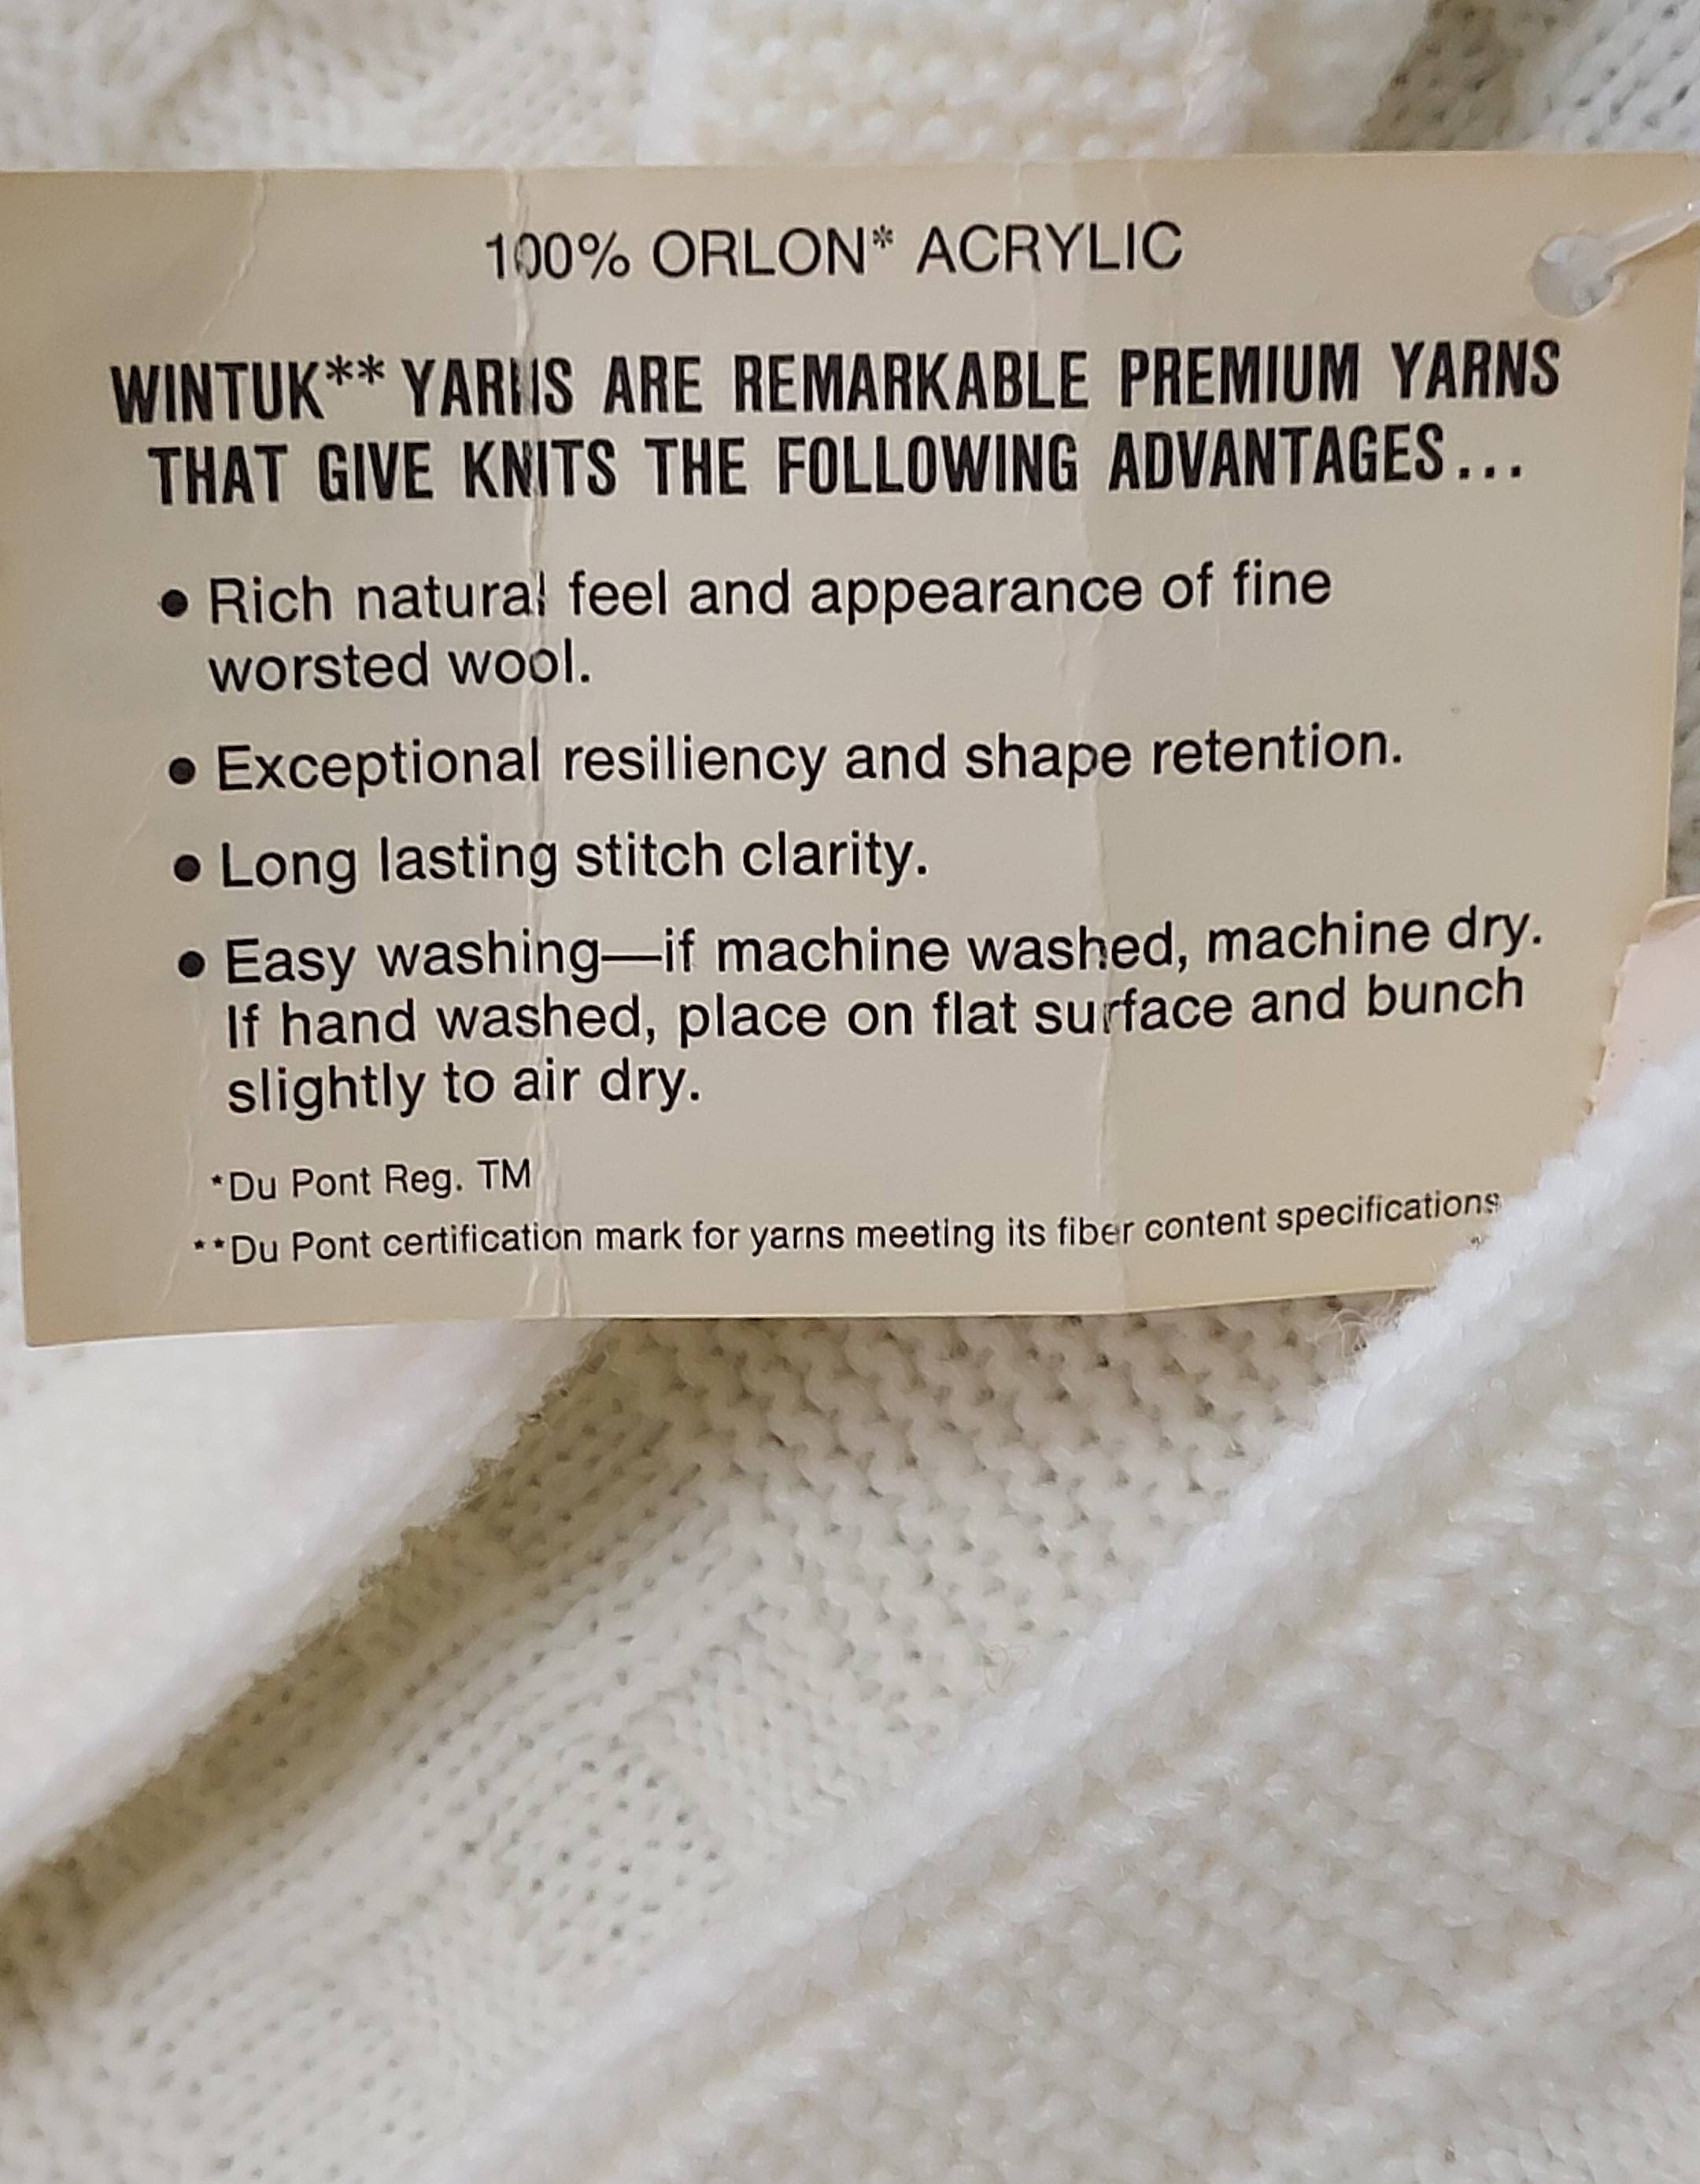 100% ORLON* ACRYLIC
WINTUK** YARNS ARE REMARKABLE PREMIUM YARNS
THAT GIVE KNITS THE FOLLOWING ADVANTAGES...
• Rich natural feel and appearance of fine
worsted wool.
• Exceptional resiliency and shape retention.
• Long lasting stitch clarity.
• Easy washing—if machine washed, machine dry.
If hand washed, place on flat surface and bunch
slightly to air dry.
*Du Pont Reg. TM
**Du Pont certification mark for yarns meeting its fiber content specifications